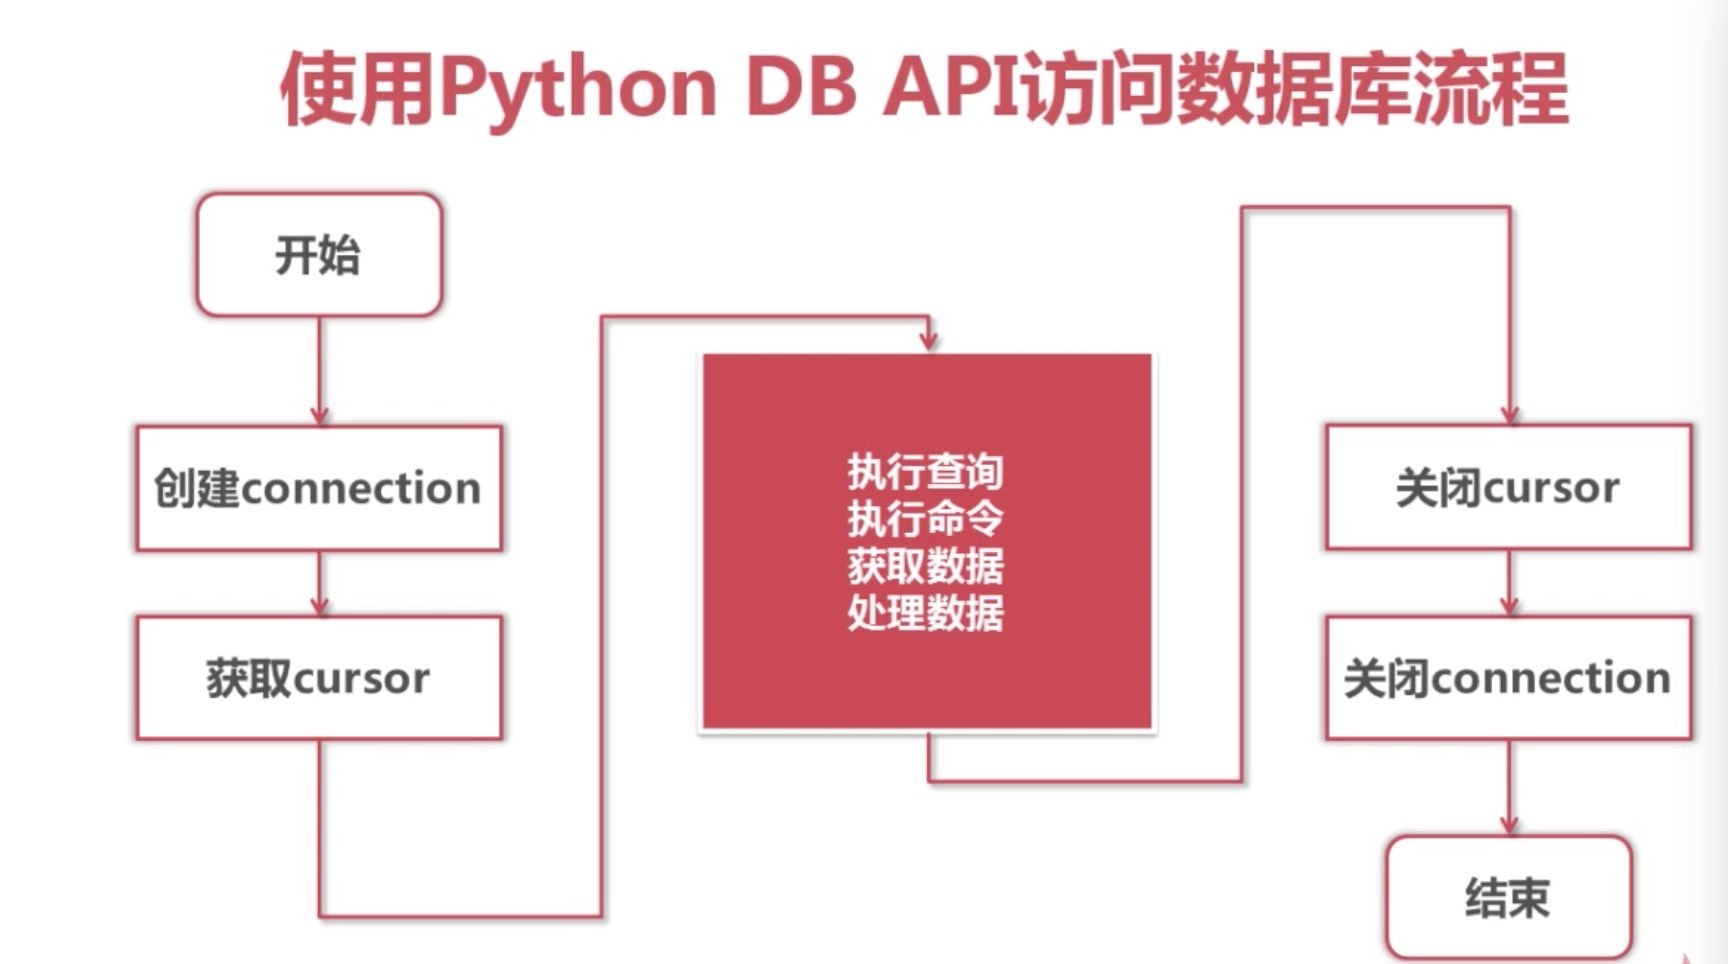 使用Python DB API访问数据库流程
开始
创建connection
获取cursor
执行查询
执行命令
获取数据
处理数据
关闭cursor
关闭connection
结束